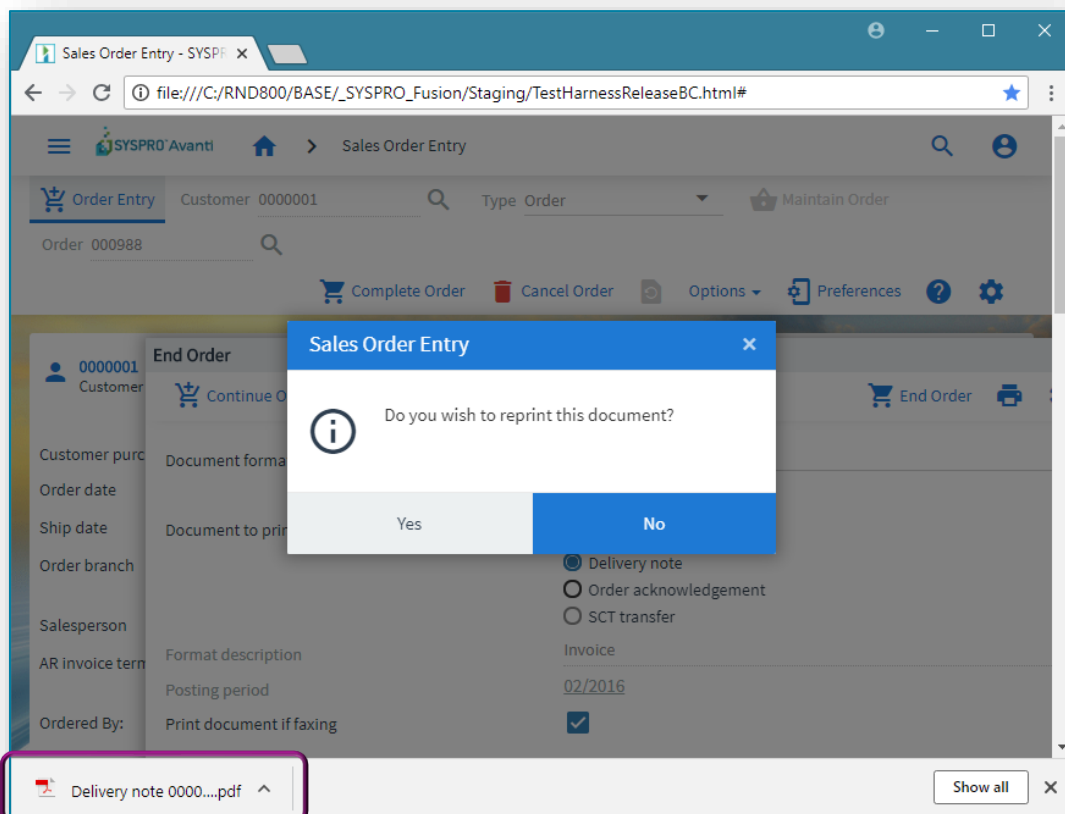 Sales Order Entry - SYSPR
file:///C:/RND800/BASE/_SYSPRO_Fusion/Staging/TestHarnessReleaseBC.html#
SYSPRO Avanti Sales Order Entry
Order Entry Customer 0000001 Type Order Maintain Order
Order 000988
Complete Order Cancel Order Options Preferences
0000001
Customer
End Order
Continue O
End Order
Sales Order Entry
Do you wish to reprint this document?
Yes No
Customer purc
Order date
Ship date
Order branch
Salesperson
AR invoice term
Ordered By:
Document forma
Document to prin
Delivery note
Order acknowledgement
SCT transfer
Format description Invoice
Posting period 02/2016
Print document if faxing
Delivery note 0000....pdf
Show all